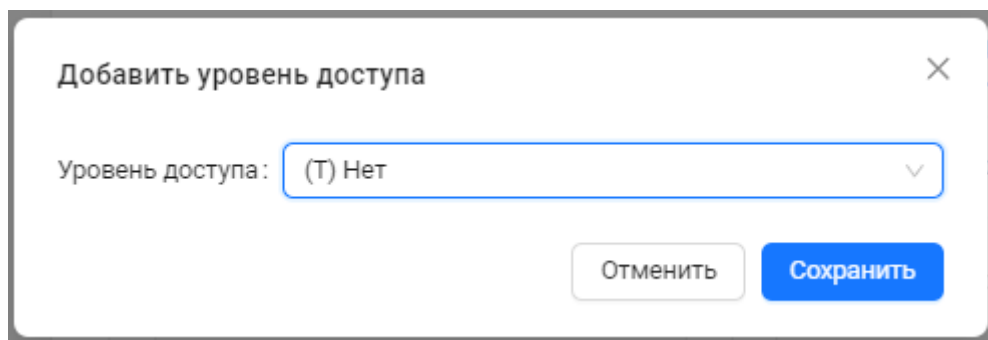 Добавить уровень доступа
Уровень доступа: (Т) Нет
Отменить Сохранить